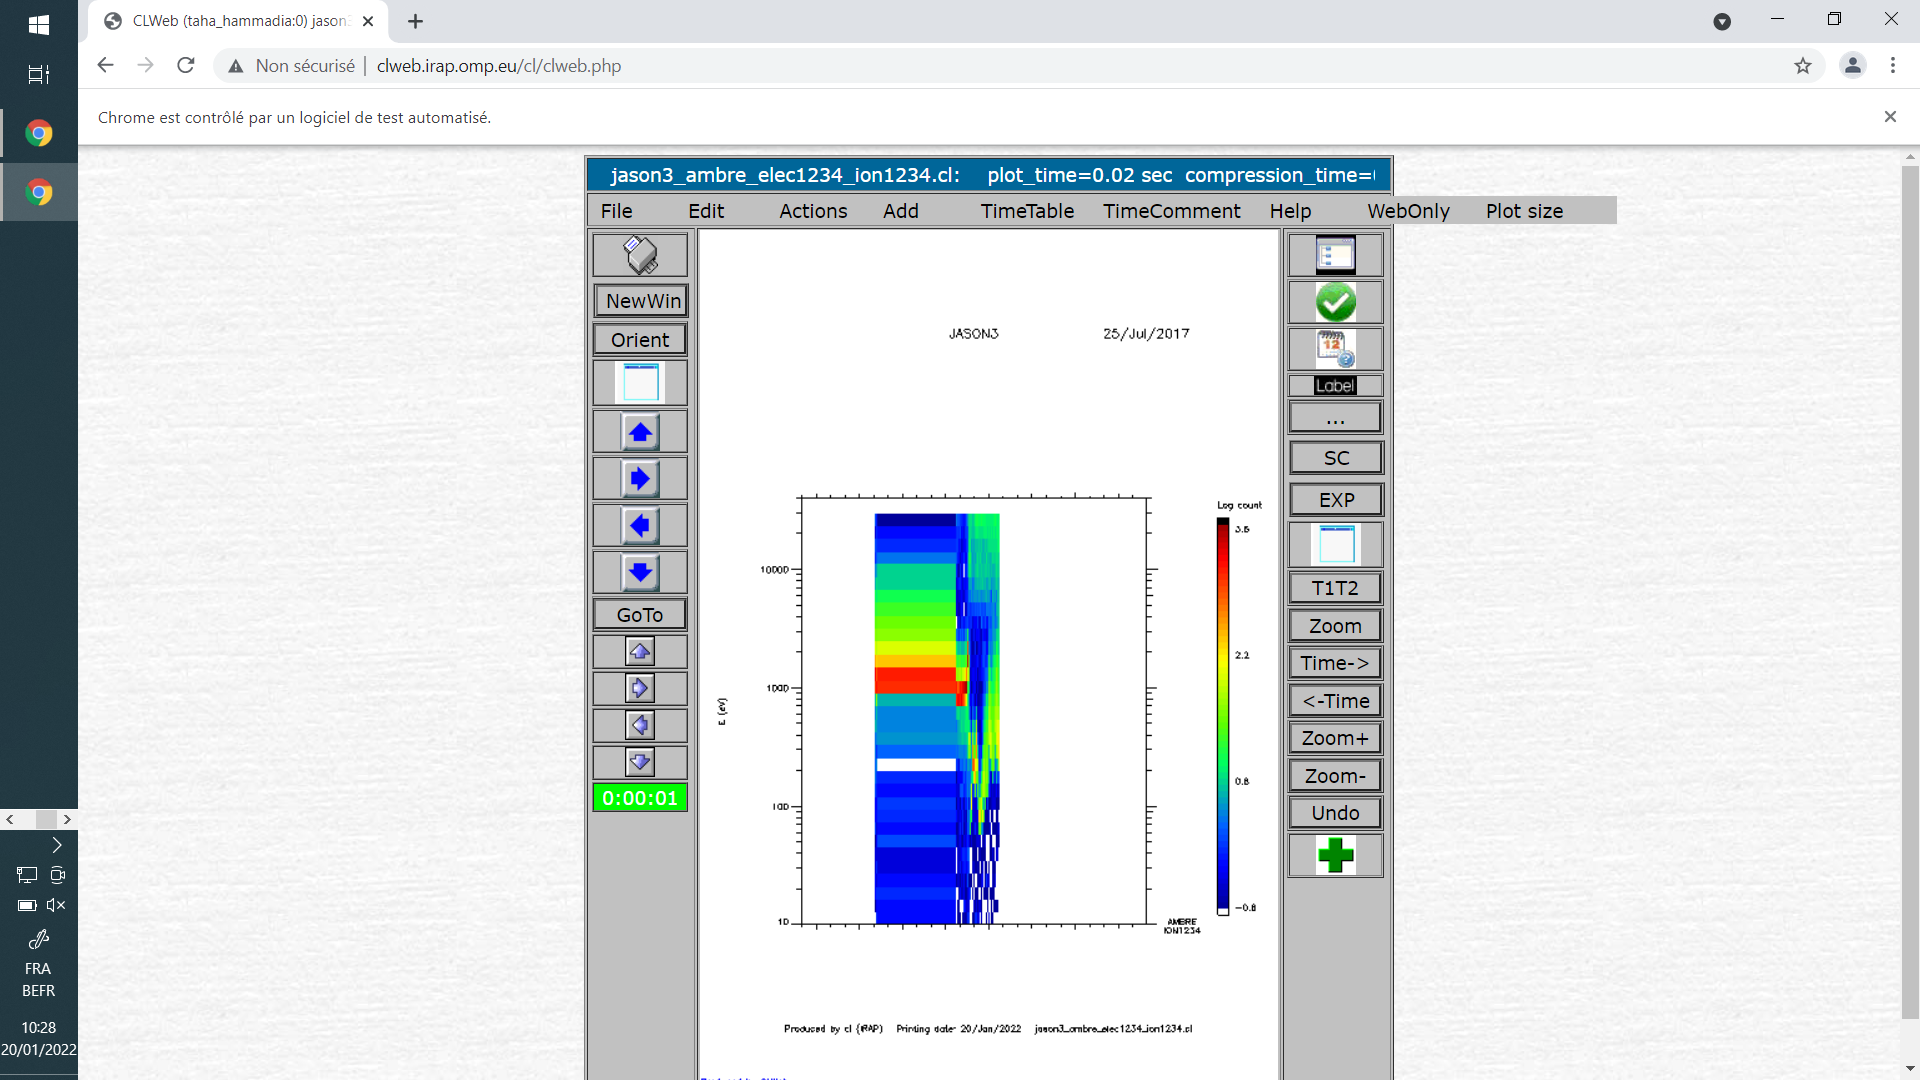 CLWeb (taha_hammadia:0) jason3
Non sécurisé | clweb.irap.omp.eu/cl/clweb.php
Chrome est contrôlé par un logiciel de test automatisé.
jason3_ambre_elec1234_ion1234.cl: plot_time=0.02 sec compression_time=
File Edit Actions Add TimeTable TimeComment Help WebOnly Plot size
NewWin
Orient
GoTo
0:00:01
JASON3 25/Jul/2017
Log count
3.5
2.2
0.8
-0.8
10000
1000
100
10
E (eV)
AMBRE
ION1234
Produced by cl (IRAP) Printing date: 20/Jan/2022 jason3_ambre_elec1234_ion1234.cl
12
Label
...
SC
EXP
T1T2
Zoom
Time->
<-Time
Zoom+
Zoom-
Undo
FRA
BEFR
10:28
20/01/2022